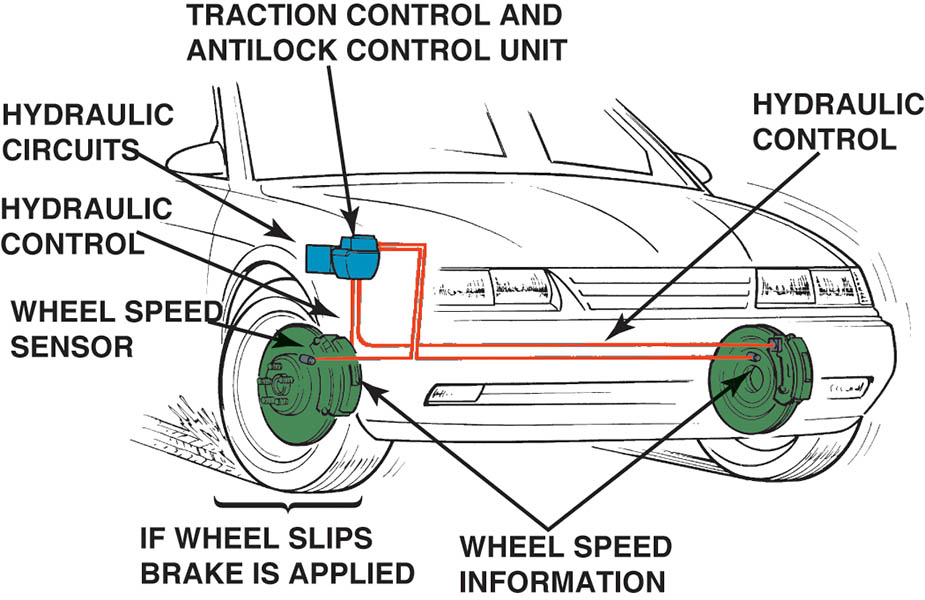 TRACTION CONTROL AND
ANTILOCK CONTROL UNIT
HYDRAULIC
CIRCUITS
HYDRAULIC
CONTROL
HYDRAULIC
CONTROL
WHEEL SPEED
SENSOR
IF WHEEL SLIPS
BRAKE IS APPLIED
WHEEL SPEED
INFORMATION